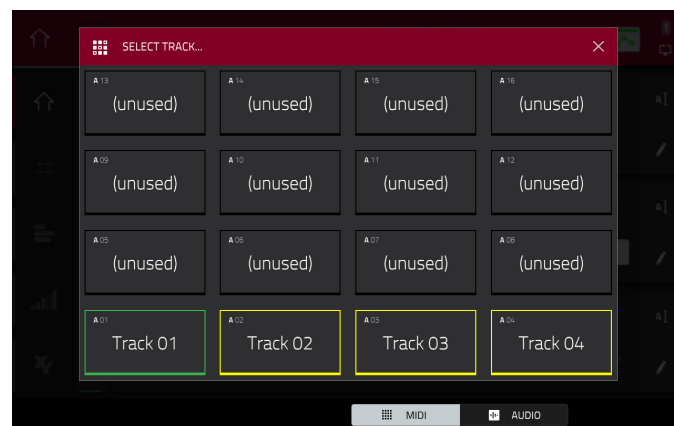 SELECT TRACK...
A 13
(unused)
A 14
(unused)
A 15
(unused)
A 16
(unused)
A 09
(unused)
A 10
(unused)
A 11
(unused)
A 12
(unused)
A 05
(unused)
A 06
(unused)
A 07
(unused)
A 08
(unused)
A 01
Track 01
A 02
Track 02
A 03
Track 03
A 04
Track 04
MIDI
AUDIO